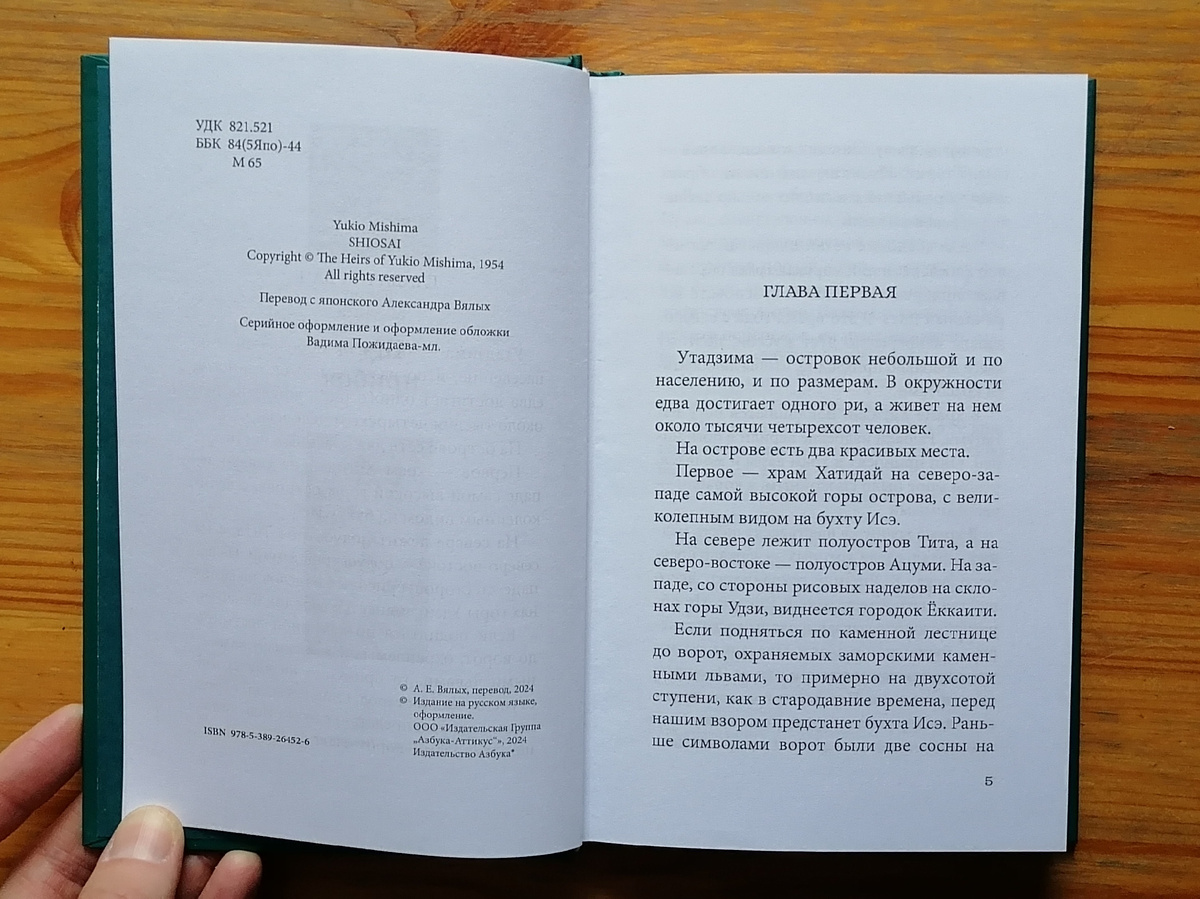 УДК 821.521
ББК 84(5Япо)-44
М 65
Yukio Mishima
SHIOSAI
Copyright © The Heirs of Yukio Mishima, 1954
All rights reserved
Перевод с японского Александра Вялых
Серийное оформление и оформление обложки
Вадима Пожидаева-мл.
© А. Е. Вялых, перевод, 2024
© Издание на русском языке,
оформление.
ООО «Издательская Группа
„Азбука-Аттикус“», 2024
Издательство Азбука®
ISBN 978-5-389-26452-6
ГЛАВА ПЕРВАЯ
Утадзима — островок небольшой и по
населению, и по размерам. В окружности
едва достигает одного ри, а живет на нем
около тысячи четырехсот человек.
На острове есть два красивых места.
Первое — храм Хатидай на северо-за-
паде самой высокой горы острова, с вели-
колепным видом на бухту Исэ.
На севере лежит полуостров Тита, а на
северо-востоке — полуостров Ацуми. На за-
паде, со стороны рисовых наделов на скло-
нах горы Удзи, виднеется городок Ёккаити.
Если подняться по каменной лестнице
до ворот, охраняемых заморскими камен-
ными львами, то примерно на двухсотой
ступени, как в стародавние времена, перед
нашим взором предстанет бухта Исэ. Рань-
ше символами ворот были две сосны на
5